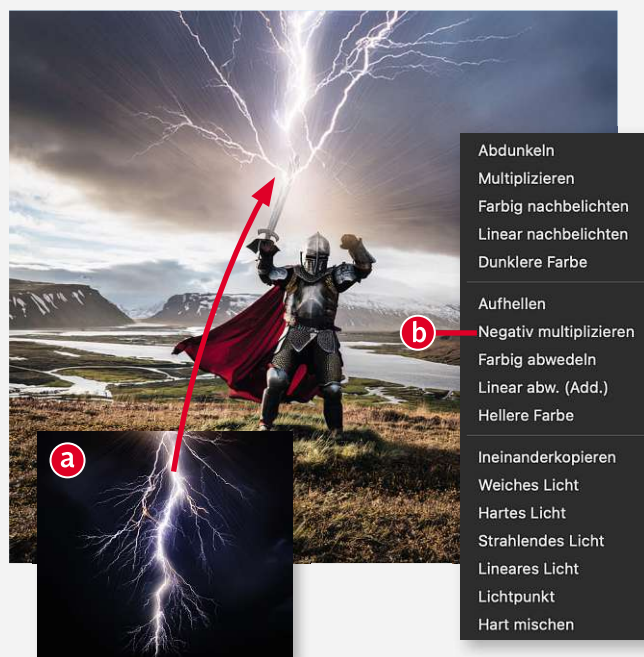 Abdunkeln
Multiplizieren
Farbig nachbelichten
Linear nachbelichten
Dunklere Farbe
Aufhellen
b
Negativ multiplizieren
Farbig abwedeln
Linear abw. (Add.)
Hellere Farbe
a
Ineinanderkopieren
Weiches Licht
Hartes Licht
Strahlendes Licht
Lineares Licht
Lichtpunkt
Hart mischen